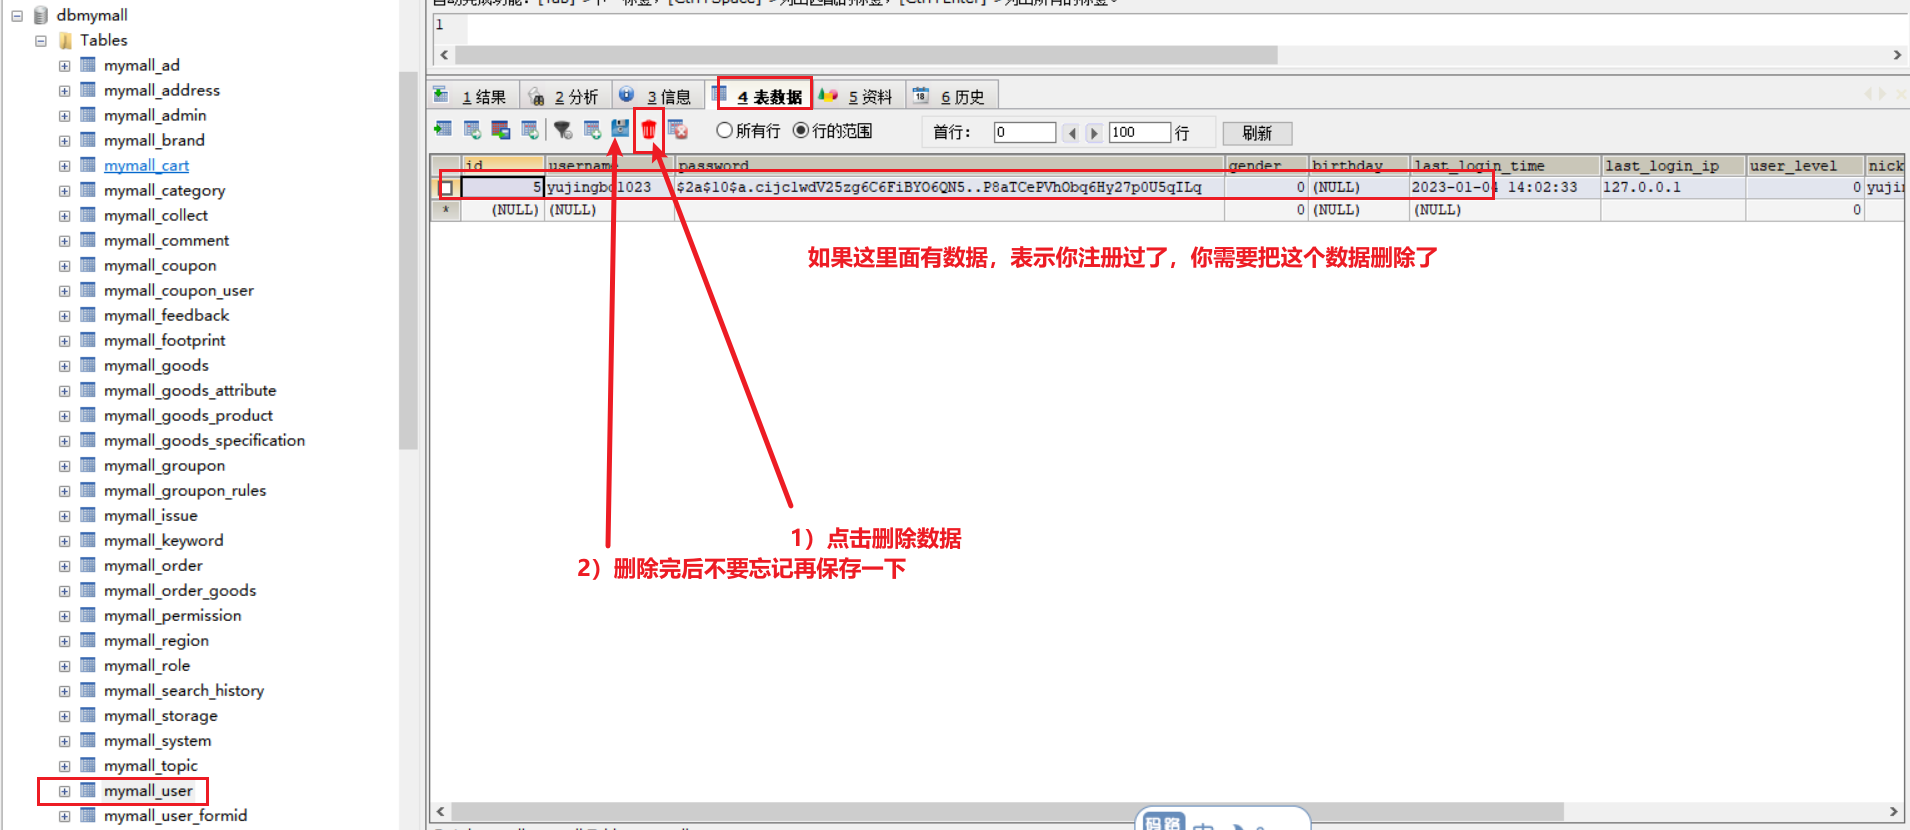 dbmymall
Tables
mymall_ad
mymall_address
mymall_admin
mymall_brand
mymall_cart
mymall_category
mymall_collect
mymall_comment
mymall_coupon
mymall_coupon_user
mymall_feedback
mymall_footprint
mymall_goods
mymall_goods_attribute
mymall_goods_product
mymall_goods_specification
mymall_groupon
mymall_groupon_rules
mymall_issue
mymall_keyword
mymall_order
mymall_order_goods
mymall_permission
mymall_region
mymall_role
mymall_search_history
mymall_storage
mymall_system
mymall_topic
mymall_user
mymall_user_formid
1
1 结果 2 分析 3 信息 4 表数据 5 资料 6 历史
所有行 行的范围 首行: 0 100 行 刷新
id username password gender birthday last_login_time last_login_ip user_level nick
5 yujingbo1023 $2a$10$a.cijclwdV25zg6C6FiBYO6QN5..P8aTCePVhObq6Hy27p0U5qILq 0 (NULL) 2023-01-04 14:02:33 127.0.0.1 0 yujin
* (NULL) (NULL) 0 (NULL) (NULL) 0
如果这里面有数据，表示你注册过了，你需要把这个数据删除了
1）点击删除数据
2）删除完后不要忘记再保存一下